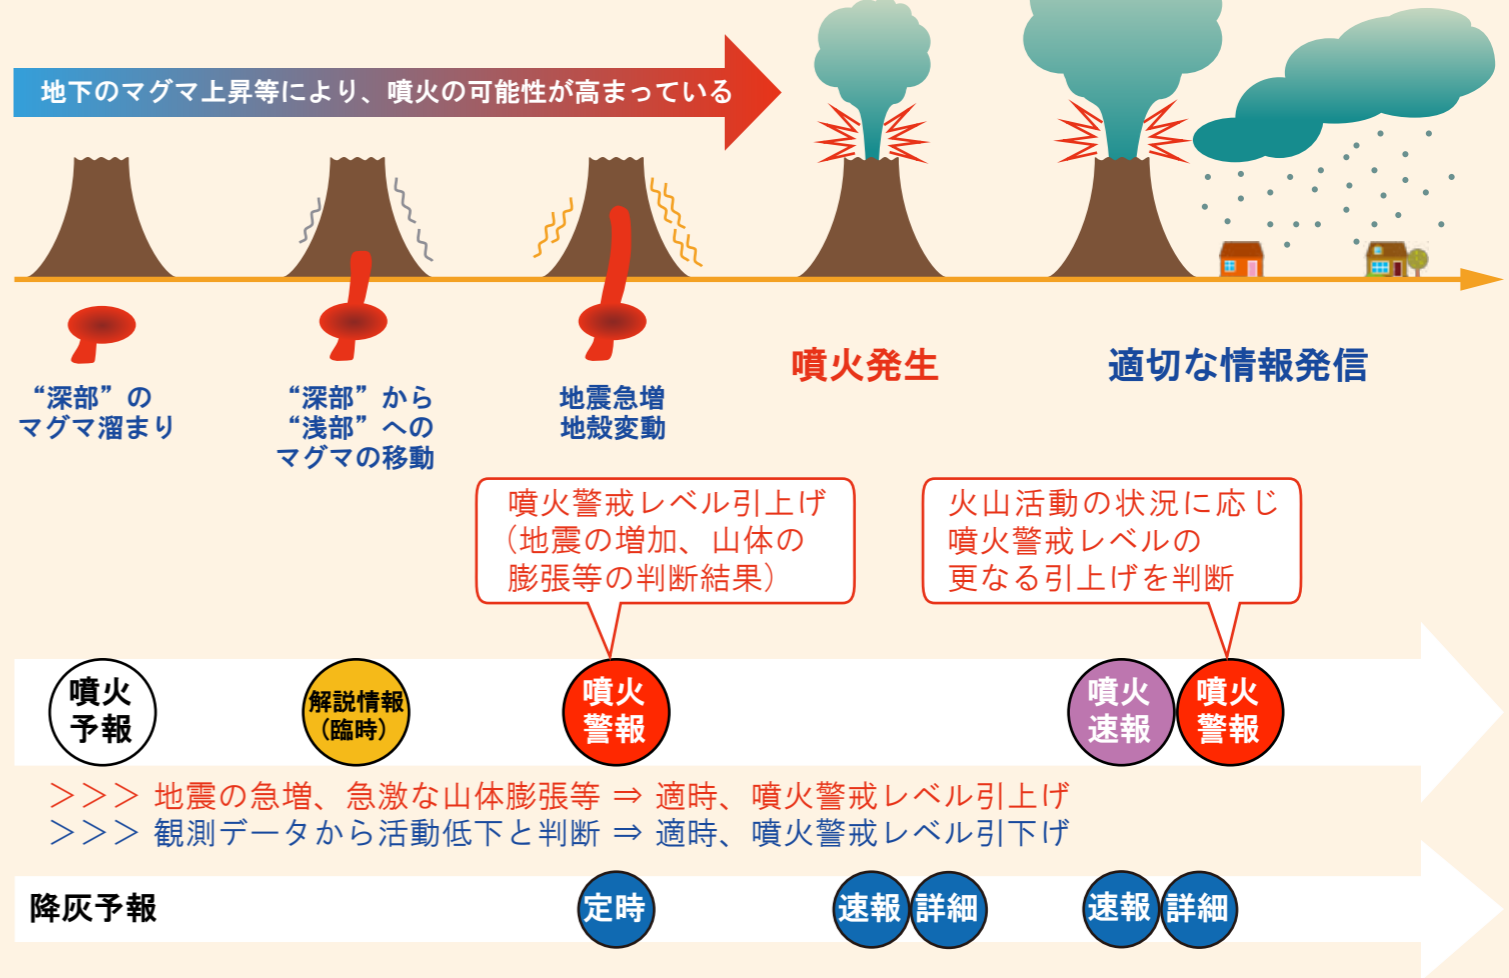 地下のマグマ上昇等により、噴火の可能性が高まっている
“深部”の
マグマ溜まり
“深部”から
“浅部”への
マグマの移動
地震急増
地殻変動
噴火発生
適切な情報発信
噴火警戒レベル引上げ
（地震の増加、山体の
膨張等の判断結果）
火山活動の状況に応じ
噴火警戒レベルの
更なる引上げを判断
噴火
予報
解説情報
（臨時）
噴火
警報
噴火
速報
噴火
警報
＞＞＞ 地震の急増、急激な山体膨張等 ⇒ 適時、噴火警戒レベル引上げ
＞＞＞ 観測データから活動低下と判断 ⇒ 適時、噴火警戒レベル引下げ
降灰予報
定時
速報
詳細
速報
詳細